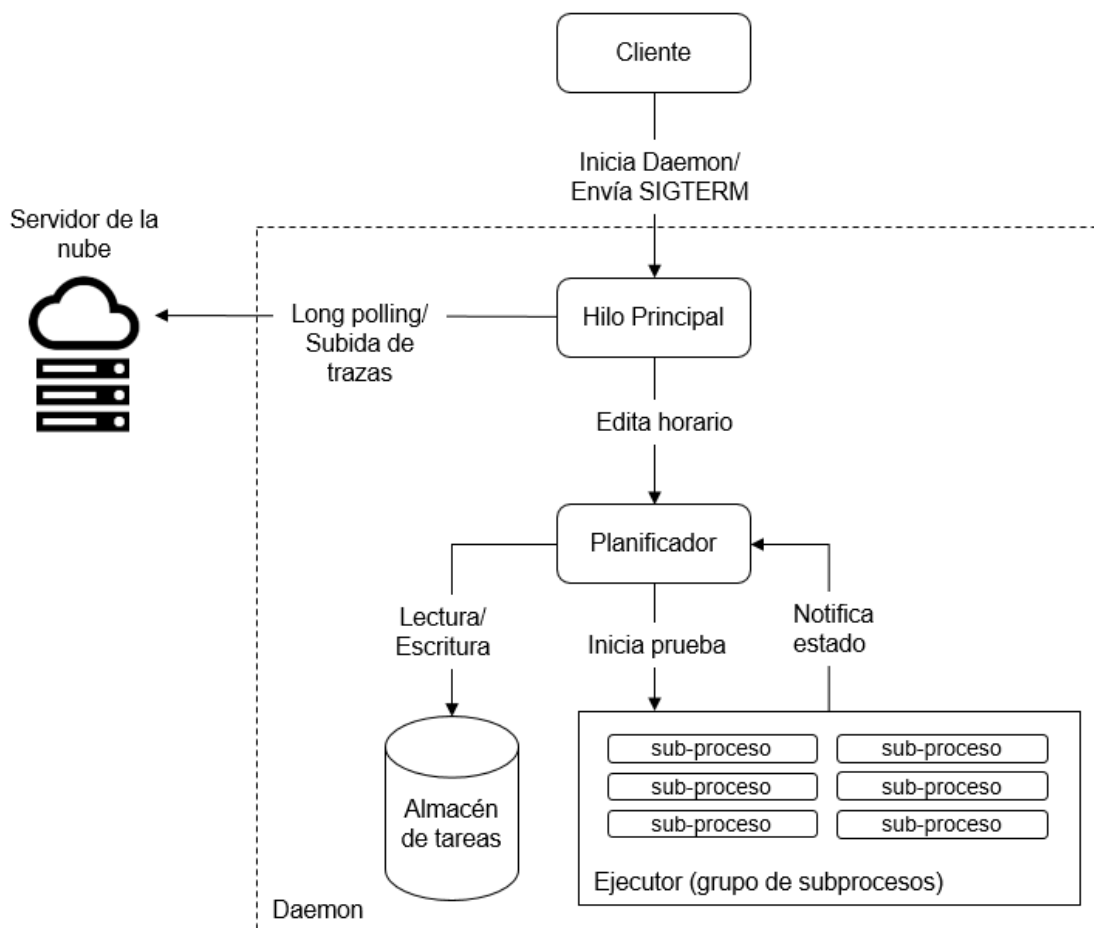 Cliente
Inicia Daemon/
Envía SIGTERM
Servidor de la
nube
Long polling/
Subida de
trazas
Hilo Principal
Edita horario
Planificador
Lectura/
Escritura
Inicia prueba
Notifica
estado
Almacén
de tareas
sub-proceso
sub-proceso
sub-proceso
sub-proceso
sub-proceso
sub-proceso
Ejecutor (grupo de subprocesos)
Daemon